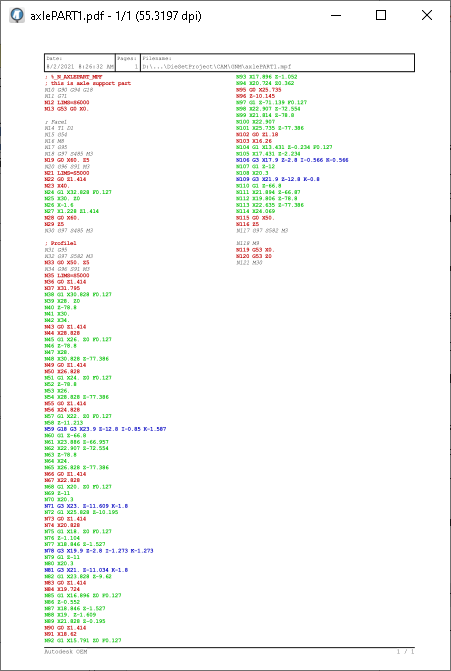 axlePART1.pdf - 1/1 (55.3197 dpi)
Date: Pages: Filename:
8/2/2021 8:26:32 AM 1 D:\...\DieSetProject\CAM\GNM\axlePART1.mpf
; %_N_AXLEPART_MPF
; this is axle support part
N10 G90 G94 G18
N11 G71
N12 LIMS=S6000
N13 G53 G0 X0.
; Face1
N14 T1 D1
N15 G54
N16 M8
N17 G95
N18 G97 S485 M3
N19 G0 X60. Z5
N20 G96 S91 M3
N21 LIMS=S5000
N22 G0 Z1.414
N23 X40.
N24 G1 X32.828 F0.127
N25 X30. Z0
N26 X-1.6
N27 X1.228 Z1.414
N28 G0 X60.
N29 Z5
N30 G97 S485 M3
; Profile1
N31 G95
N32 G97 S582 M3
N33 G0 X50. Z5
N34 G96 S91 M3
N35 LIMS=S5000
N36 G0 Z1.414
N37 X31.795
N38 G1 X30.828 F0.127
N39 X28. Z0
N40 Z-78.8
N41 X30.
N42 X34.
N43 G0 Z1.414
N44 X28.828
N45 G1 X26. Z0 F0.127
N46 Z-78.8
N47 X28.
N48 X30.828 Z-77.386
N49 G0 Z1.414
N50 X26.828
N51 G1 X24. Z0 F0.127
N52 Z-78.8
N53 X26.
N54 X28.828 Z-77.386
N55 G0 Z1.414
N56 X24.828
N57 G1 X22. Z0 F0.127
N58 Z-11.213
N59 G18 G3 X23.9 Z-12.8 I-0.85 K-1.587
N60 G1 Z-66.8
N61 X23.886 Z-66.957
N62 X22.907 Z-72.554
N63 Z-78.8
N64 X24.
N65 X26.828 Z-77.386
N66 G0 Z1.414
N67 X22.828
N68 G1 X20. Z0 F0.127
N69 Z-11
N70 X20.3
N71 G3 X23. Z-11.609 K-1.8
N72 G1 X25.828 Z-10.195
N73 G0 Z1.414
N74 X20.828
N75 G1 X18. Z0 F0.127
N76 Z-1.104
N77 X18.846 Z-1.527
N78 G3 X19.9 Z-2.8 I-1.273 K-1.273
N79 G1 Z-11
N80 X20.3
N81 G3 X21. Z-11.034 K-1.8
N82 G1 X23.828 Z-9.62
N83 G0 Z1.414
N84 X19.724
N85 G1 X16.896 Z0 F0.127
N86 Z-0.552
N87 X18.846 Z-1.527
N88 X19. Z-1.609
N89 X21.828 Z-0.195
N90 G0 Z1.414
N91 X18.62
N92 G1 X15.791 Z0 F0.127
N93 X17.896 Z-1.052
N94 X20.724 Z0.362
N95 G0 X25.735
N96 Z-10.145
N97 G1 Z-71.139 F0.127
N98 X22.907 Z-72.554
N99 X21.814 Z-78.8
N100 X22.907
N101 X25.735 Z-77.386
N102 G0 Z1.18
N103 X16.26
N104 G1 X13.431 Z-0.234 F0.127
N105 X17.431 Z-2.234
N106 G3 X17.9 Z-2.8 I-0.566 K-0.566
N107 G1 Z-12
N108 X20.3
N109 G3 X21.9 Z-12.8 K-0.8
N110 G1 Z-66.8
N111 X21.894 Z-66.87
N112 X19.806 Z-78.8
N113 X22.635 Z-77.386
N114 X24.069
N115 G0 X50.
N116 Z5
N117 G97 S582 M3
N118 M9
N119 G53 X0.
N120 G53 Z0
N121 M30
Autodesk OEM 1 / 1